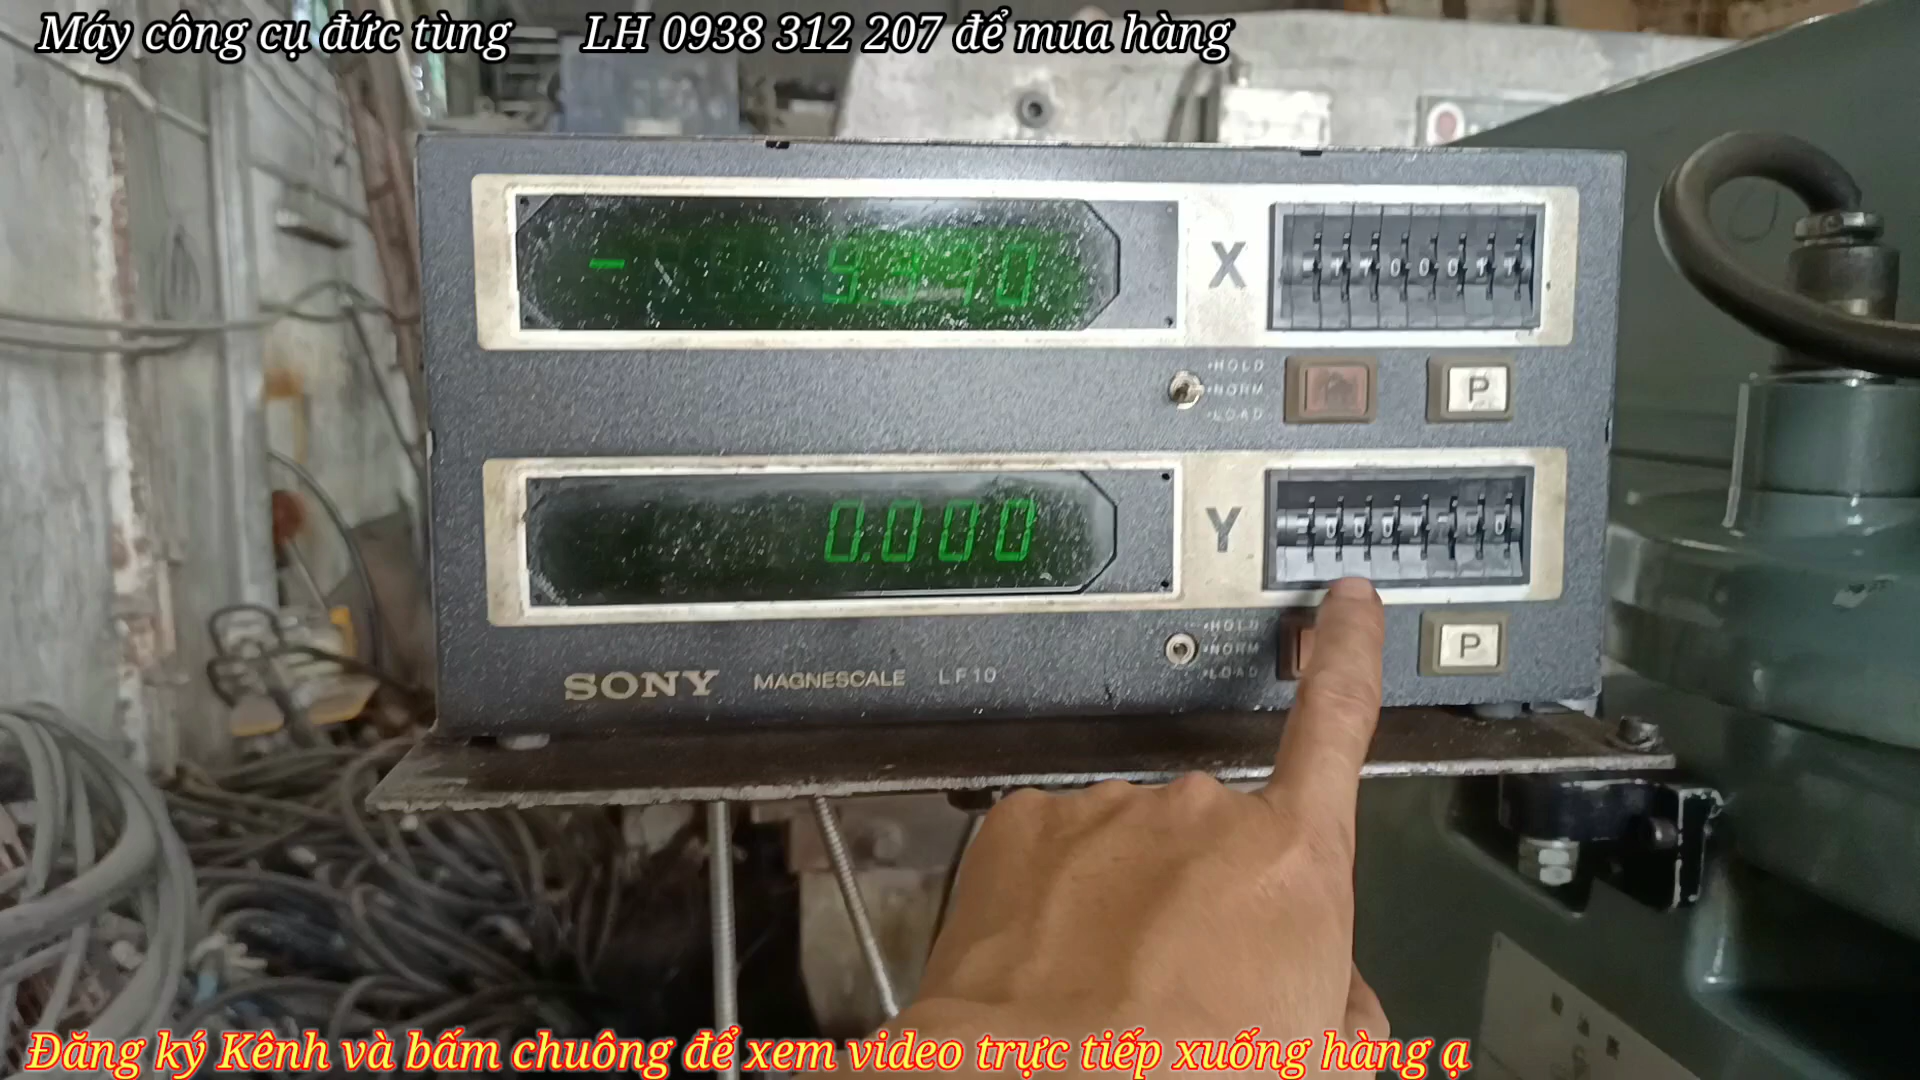 Máy công cụ đức tùng LH 0938 312 207 để mua hàng
X
HOLD
NORM
LOAD
P
0.000
Y
HOLD
NORM
LOAD
P
SONY MAGNESCALE LF10
Đăng ký Kênh và bấm chuông để xem video trực tiếp xuống hàng ạ